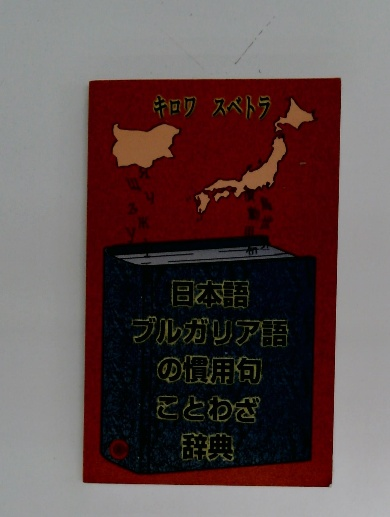 キロワ スベトラ
日本語
ブルガリア語
の慣用句
ことわざ
辞典